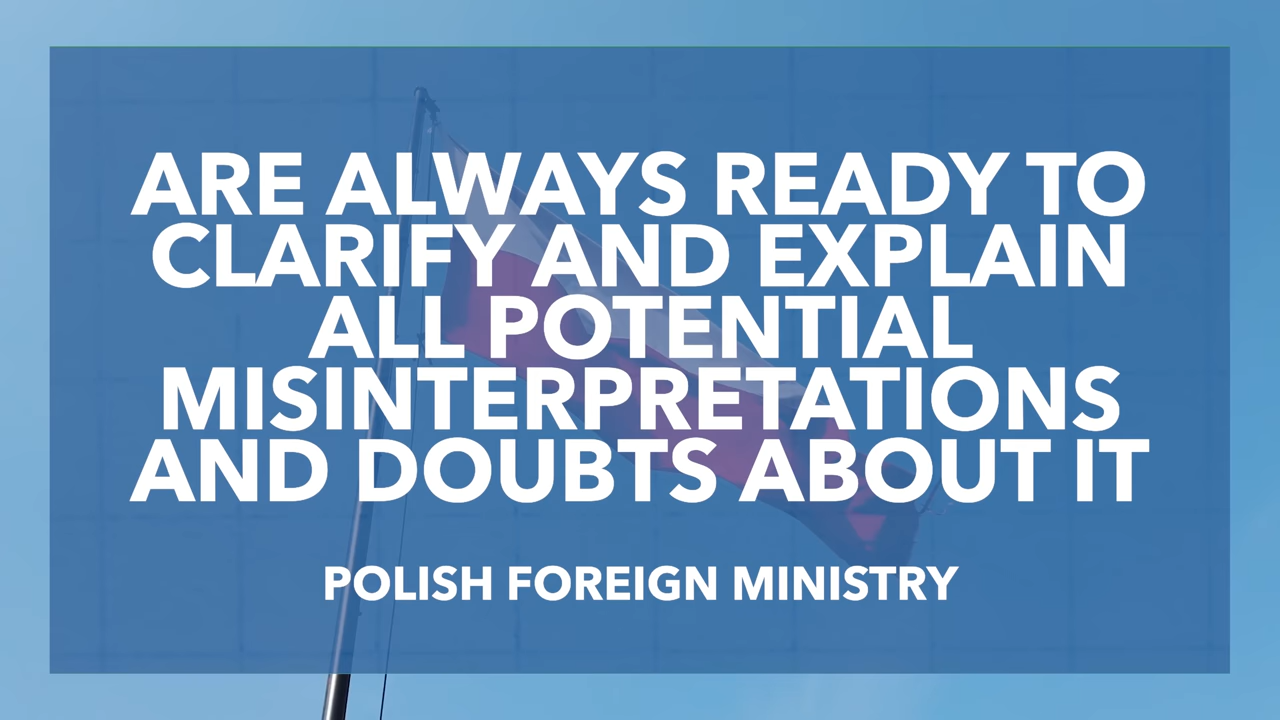 ARE ALWAYS READY TO
CLARIFY AND EXPLAIN
ALL POTENTIAL
MISINTERPRETATIONS
AND DOUBTS ABOUT IT
POLISH FOREIGN MINISTRY